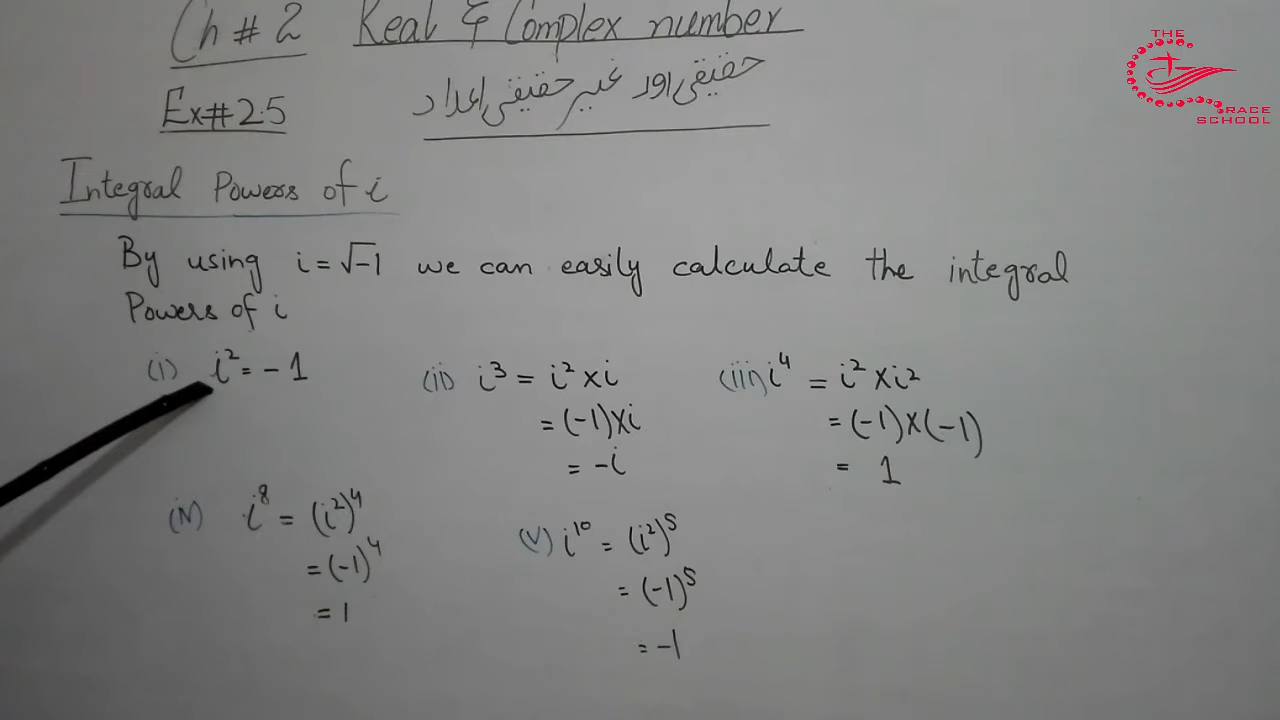 Ch # 2 Real & Complex number
حقیقی اور غیر حقیقی اعداد
Ex#2.5
THE
GRACE
SCHOOL
Integral Powers of i
By using i = √-1 we can easily calculate the integral
Powers of i
(i) i² = -1
(ii) i³ = i² × i
= (-1) × i
= -i
(iii) i⁴ = i² × i²
= (-1) × (-1)
= 1
(iv) i⁸ = (i²)⁴
= (-1)⁴
= 1
(v) i¹⁰ = (i²)⁵
= (-1)⁵
= -1